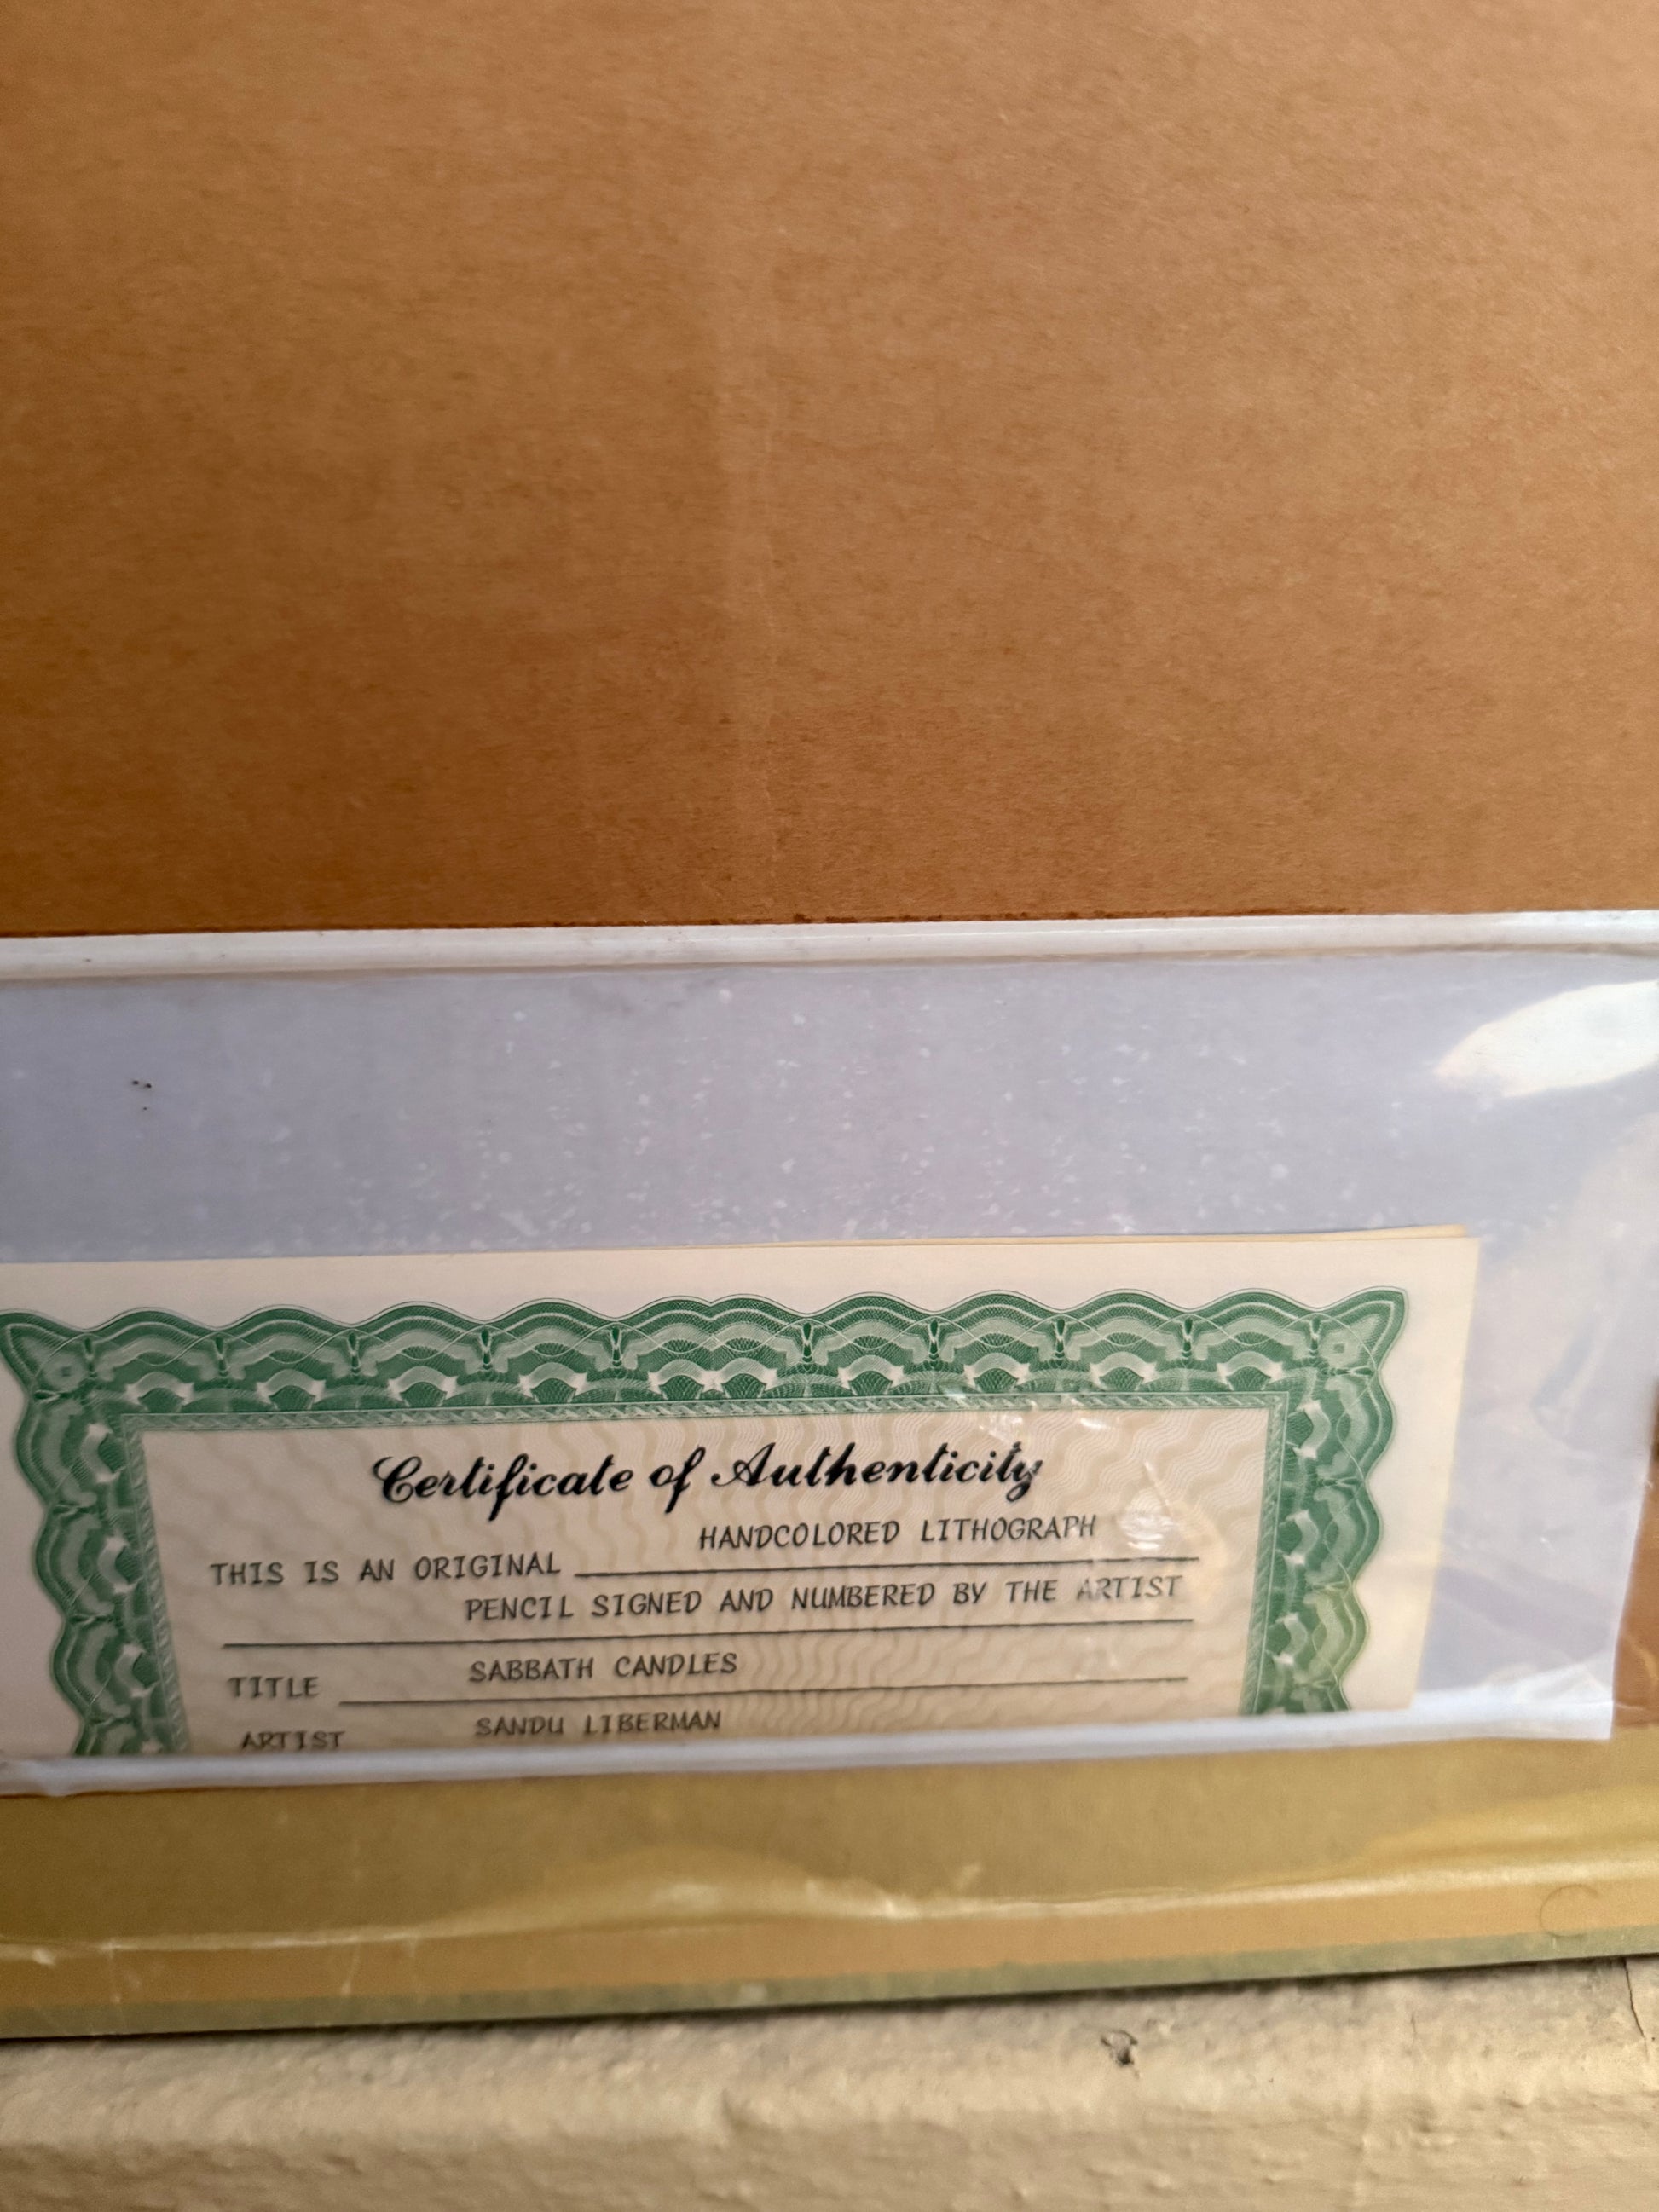 Certificate of Authenticity
HANDCOLORED LITHOGRAPH
THIS IS AN ORIGINAL
PENCIL SIGNED AND NUMBERED BY THE ARTIST
SABBATH CANDLES
TITLE
SANDU LIBERMAN
ARTIST